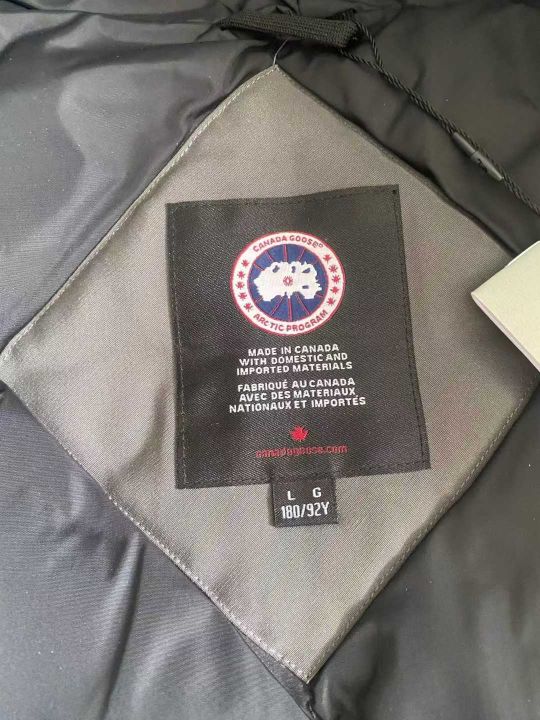 CANADA GOOSE®
ARCTIC PROGRAM
MADE IN CANADA
WITH DOMESTIC AND
IMPORTED MATERIALS
FABRIQUÉ AU CANADA
AVEC DES MATERIAUX
NATIONAUX ET IMPORTÉS
canadagoose.com
L G
180/92Y